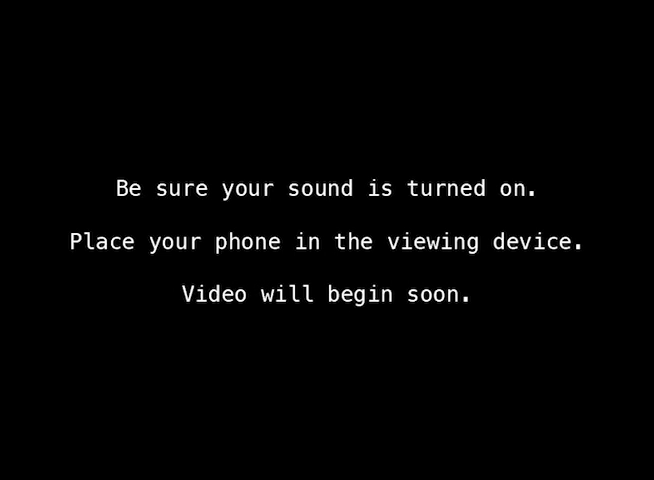 Be sure your sound is turned on.
Place your phone in the viewing device.
Video will begin soon.